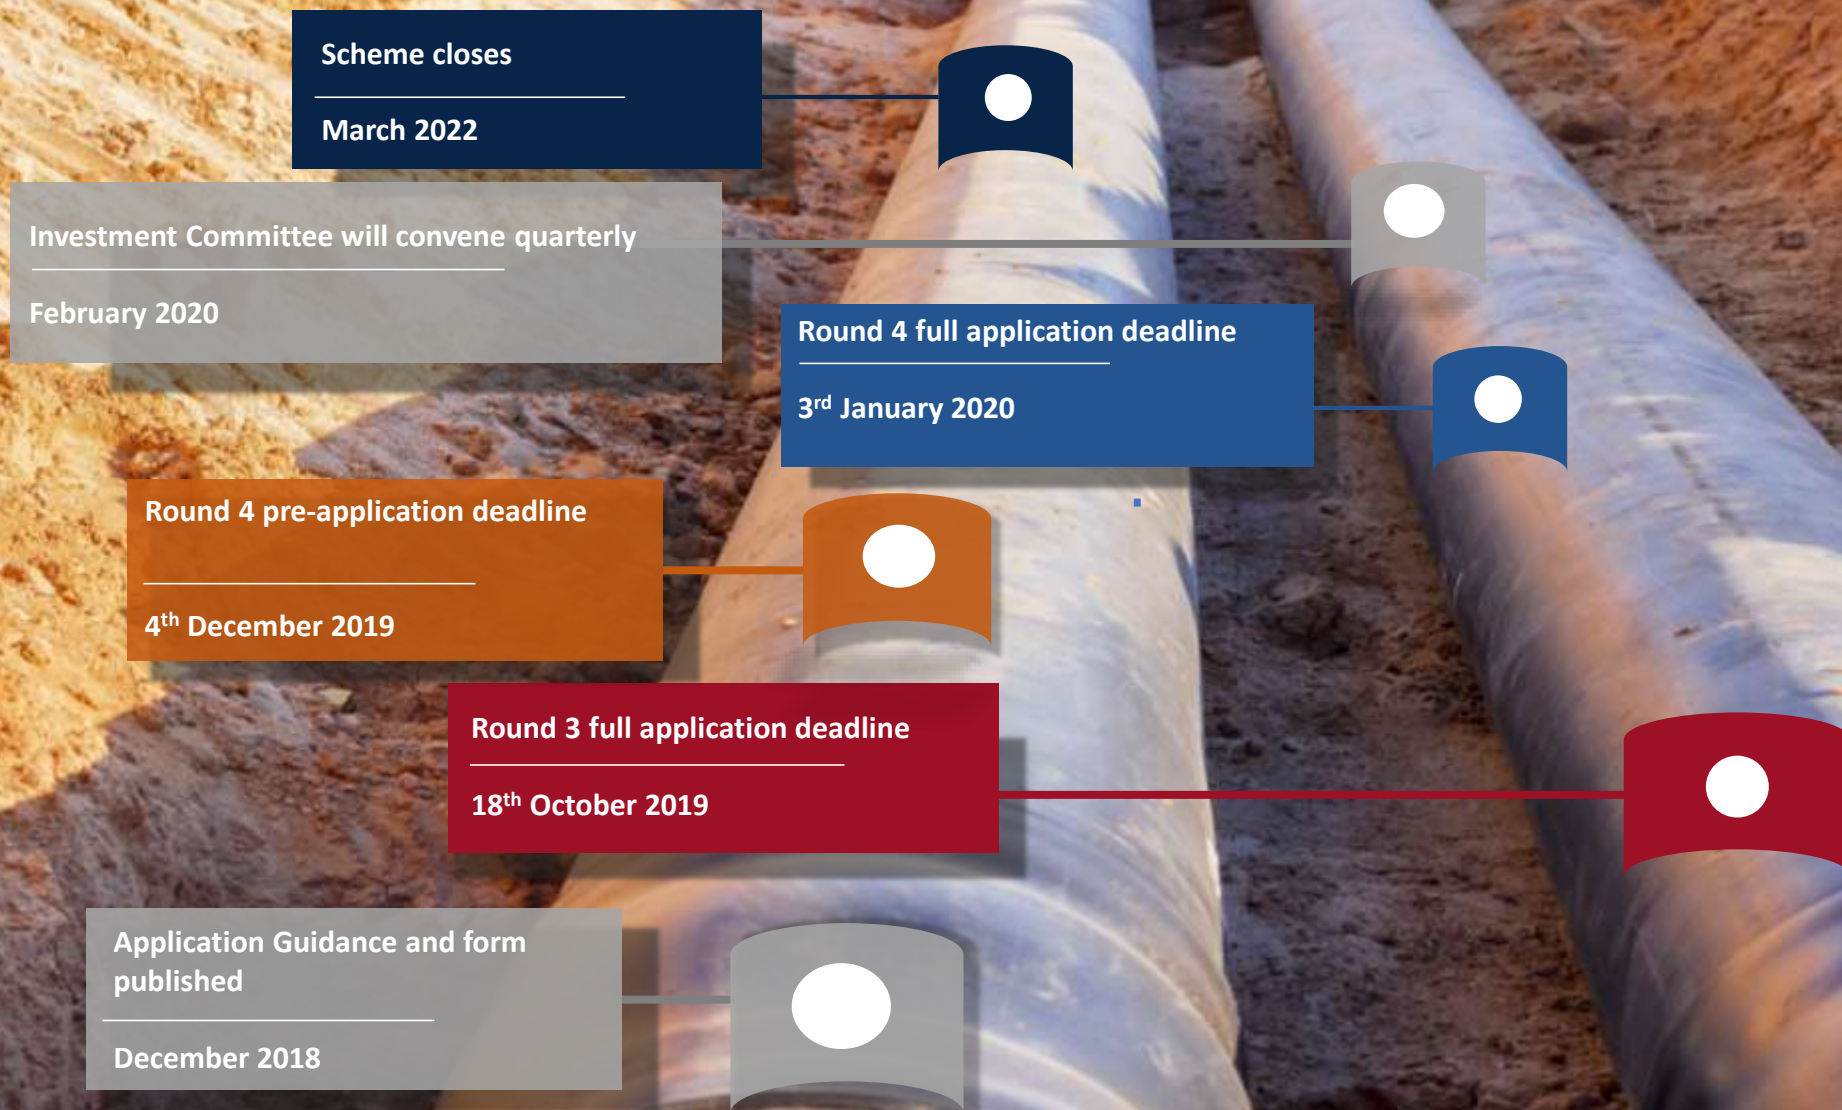 Scheme closes
March 2022
Investment Committee will convene quarterly
February 2020
Round 4 full application deadline
3rd January 2020
Round 4 pre-application deadline
4th December 2019
Round 3 full application deadline
18th October 2019
Application Guidance and form
published
December 2018